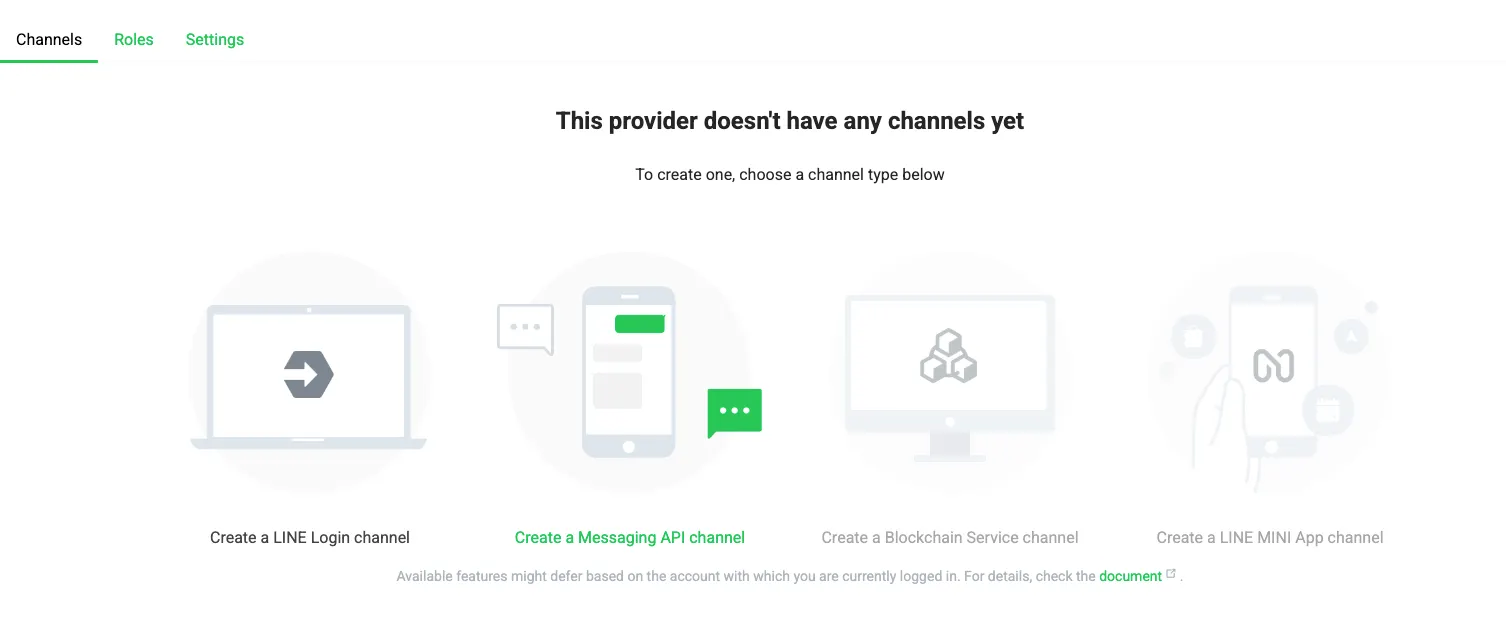 Channels Roles Settings
This provider doesn't have any channels yet
To create one, choose a channel type below
A
Create a LINE Login channel Create a Messaging API channel Create a Blockchain Service channel Create a LINE MINI App channel
Available features might defer based on the account with which you are currently logged in. For details, check the document .